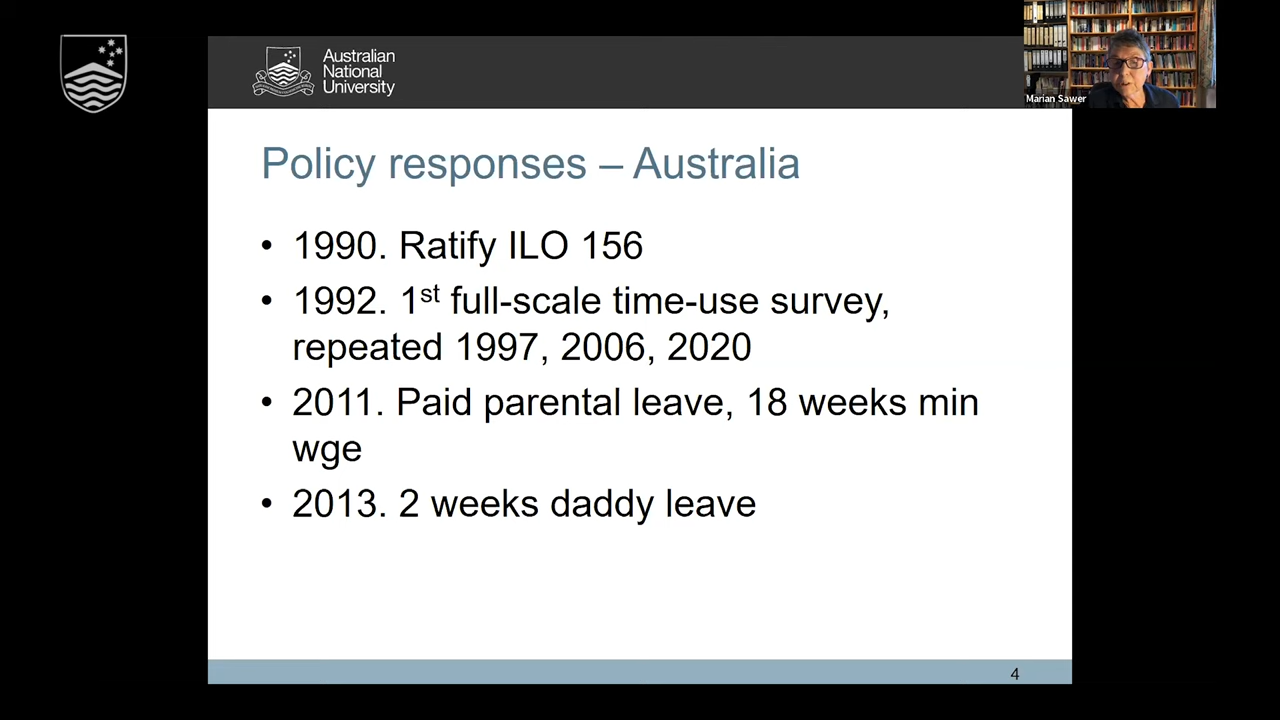 Australian
National
University
Marian Sawer
Policy responses – Australia
• 1990. Ratify ILO 156
• 1992. 1st full-scale time-use survey,
repeated 1997, 2006, 2020
• 2011. Paid parental leave, 18 weeks min
wge
• 2013. 2 weeks daddy leave
4